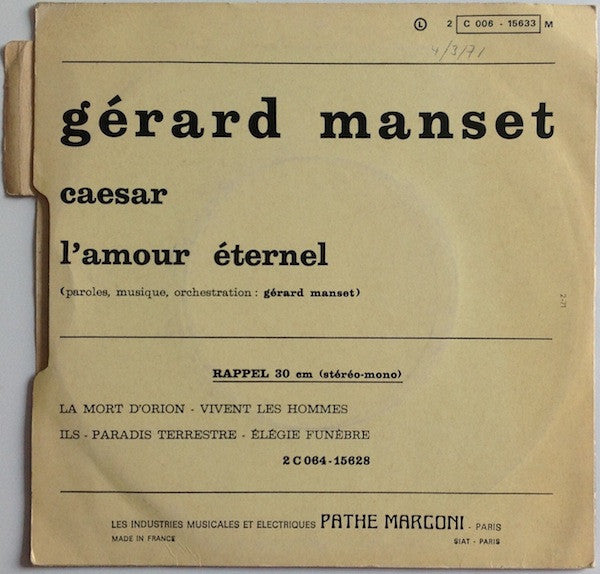 Ⓛ 2 C 006 - 15633 M
4/3/71
gérard manset
caesar
l'amour éternel
(paroles, musique, orchestration : gérard manset)
2-71
RAPPEL 30 cm (stéréo-mono)
LA MORT D'ORION - VIVENT LES HOMMES
ILS - PARADIS TERRESTRE - ÉLÉGIE FUNÈBRE
2 C 064-15628
LES INDUSTRIES MUSICALES ET ELECTRIQUES PATHE MARCONI - PARIS
MADE IN FRANCE SIAT - PARIS